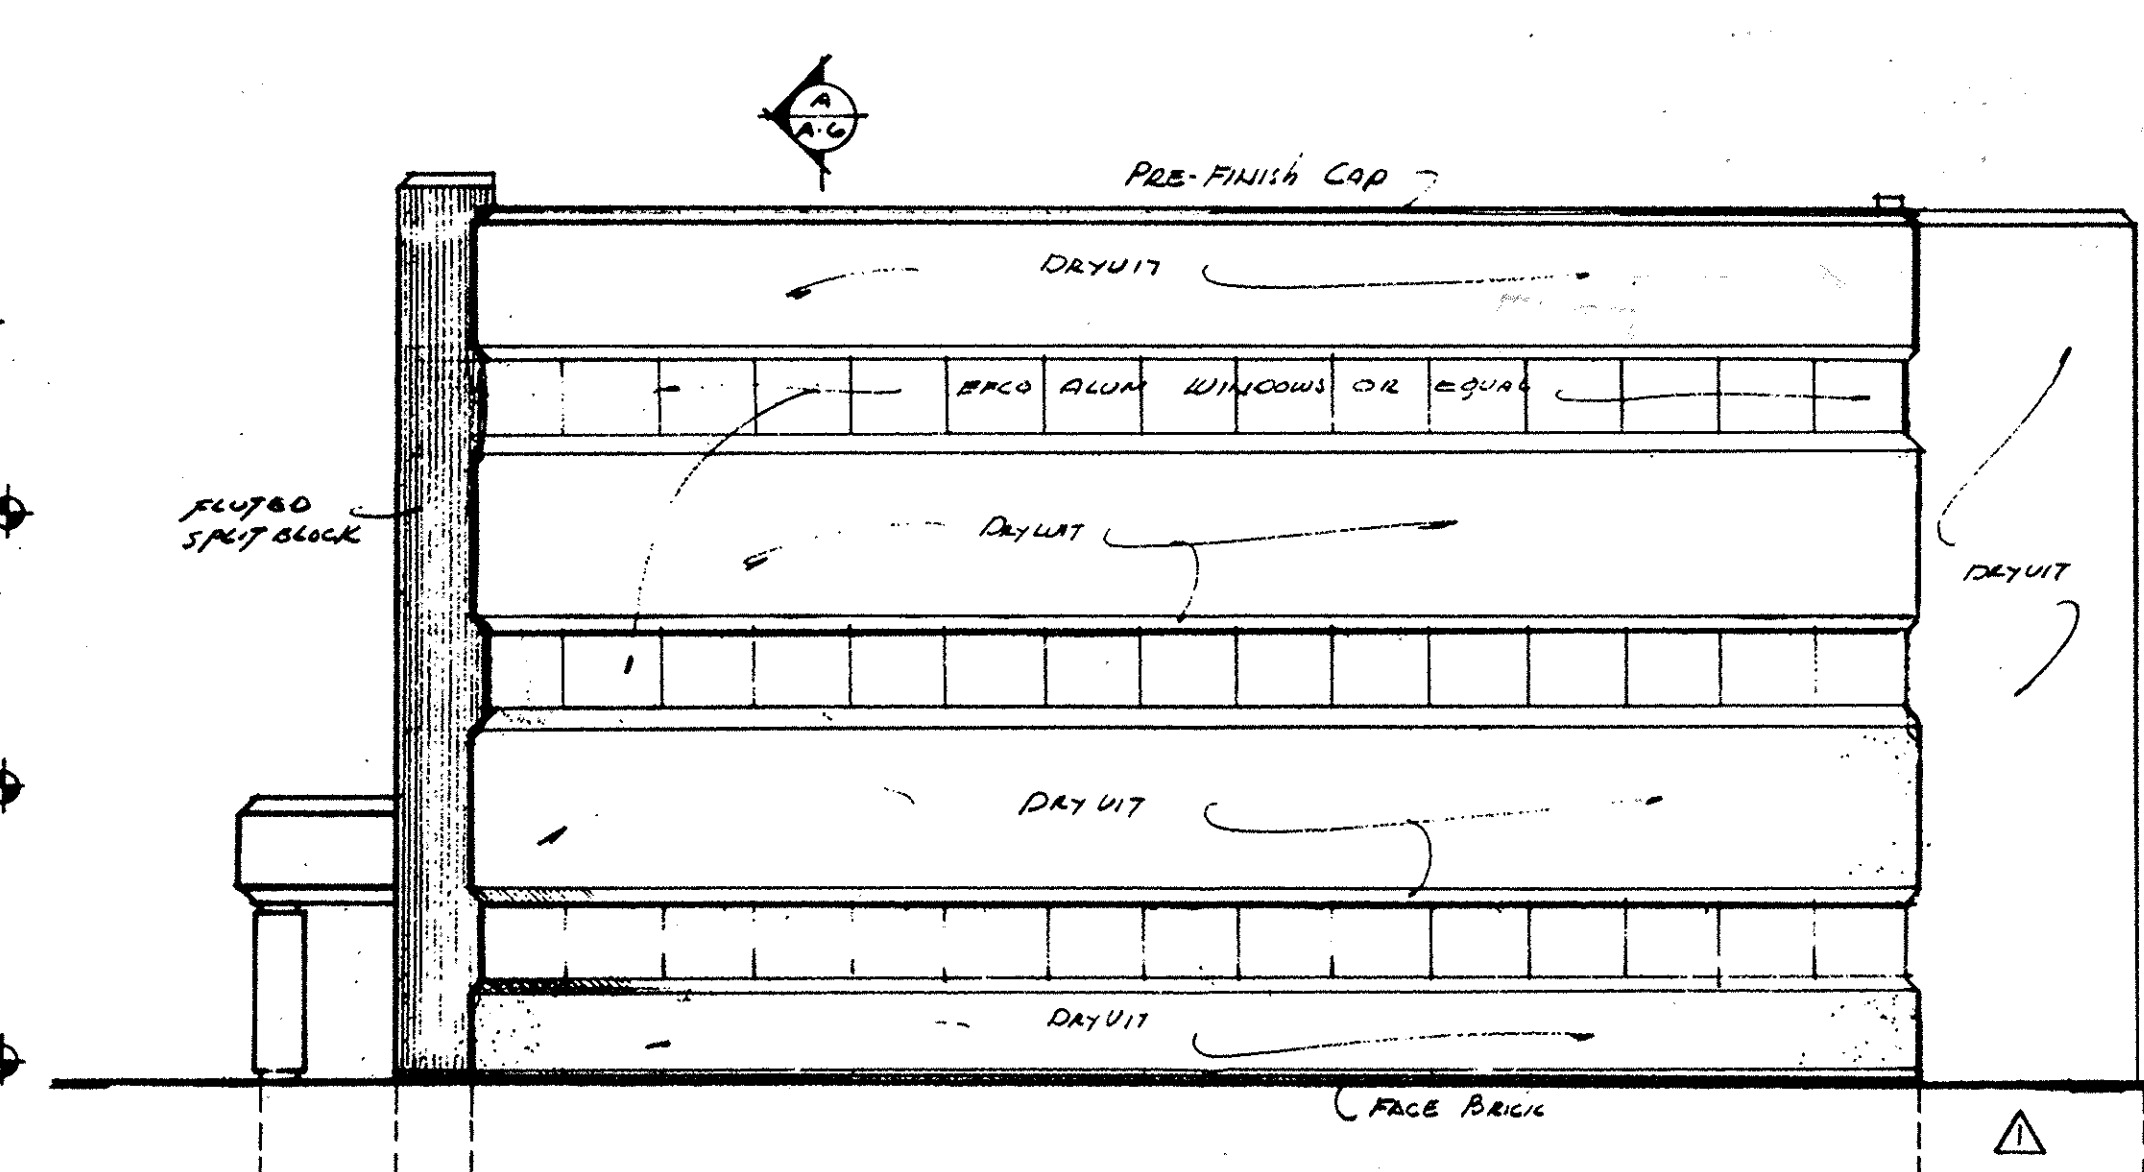 A
A.6
PRE-FINISH CAP
DRYVIT
EFCO ALUM WINDOWS OR EQUAL
FLUTED
SPLIT BLOCK
DRYVIT
DRYVIT
DRYVIT
DRYVIT
FACE BRICK
1